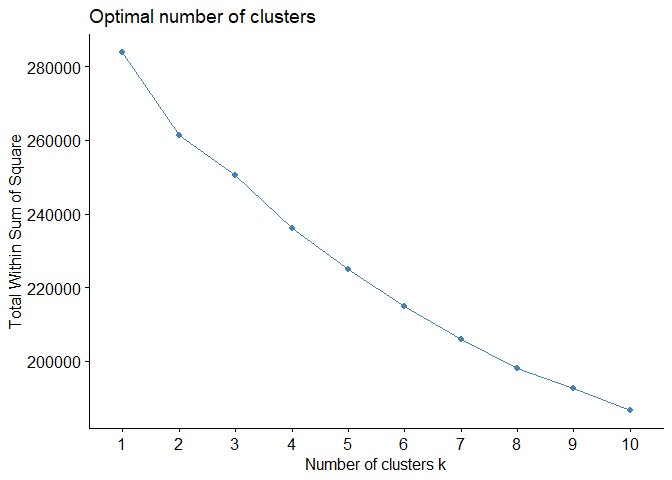 Optimal number of clusters
Total Within Sum of Square
280000
260000
240000
220000
200000
1 2 3 4 5 6 7 8 9 10
Number of clusters k